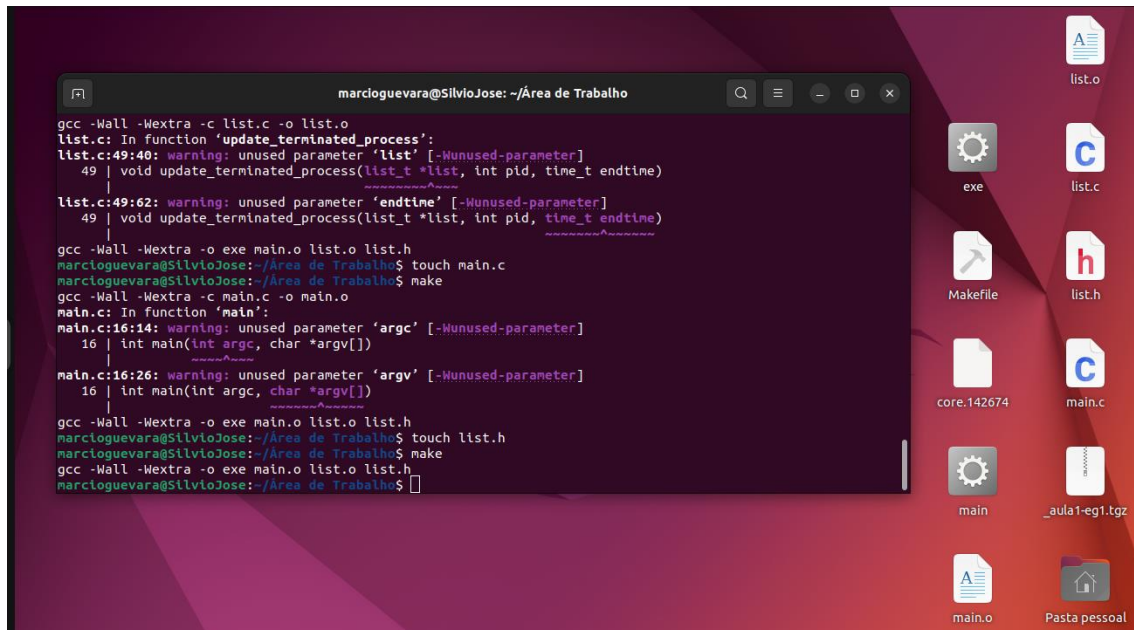 marcioguevara@SilvioJose: ~/Área de Trabalho
gcc -Wall -Wextra -c list.c -o list.o
list.c: In function ‘update_terminated_process’:
list.c:49:40: warning: unused parameter ‘list’ [-Wunused-parameter]
   49 | void update_terminated_process(list_t *list, int pid, time_t endtime)
      |                                ~~~~~~~~^~~~
list.c:49:62: warning: unused parameter ‘endtime’ [-Wunused-parameter]
   49 | void update_terminated_process(list_t *list, int pid, time_t endtime)
      |                                                       ~~~~~~~^~~~~~~
gcc -Wall -Wextra -o exe main.o list.o list.h
marcioguevara@SilvioJose:~/Área de Trabalho$ touch main.c
marcioguevara@SilvioJose:~/Área de Trabalho$ make
gcc -Wall -Wextra -c main.c -o main.o
main.c: In function ‘main’:
main.c:16:14: warning: unused parameter ‘argc’ [-Wunused-parameter]
   16 | int main(int argc, char *argv[])
      |          ~~~~^~~~
main.c:16:26: warning: unused parameter ‘argv’ [-Wunused-parameter]
   16 | int main(int argc, char *argv[])
      |                    ~~~~~~^~~~~~
gcc -Wall -Wextra -o exe main.o list.o list.h
marcioguevara@SilvioJose:~/Área de Trabalho$ touch list.h
marcioguevara@SilvioJose:~/Área de Trabalho$ make
gcc -Wall -Wextra -o exe main.o list.o list.h
marcioguevara@SilvioJose:~/Área de Trabalho$
A
list.o
C
exe
list.c
h
Makefile
list.h
C
core.142674
main.c
main
_aula1-eg1.tgz
A
main.o
Pasta pessoal